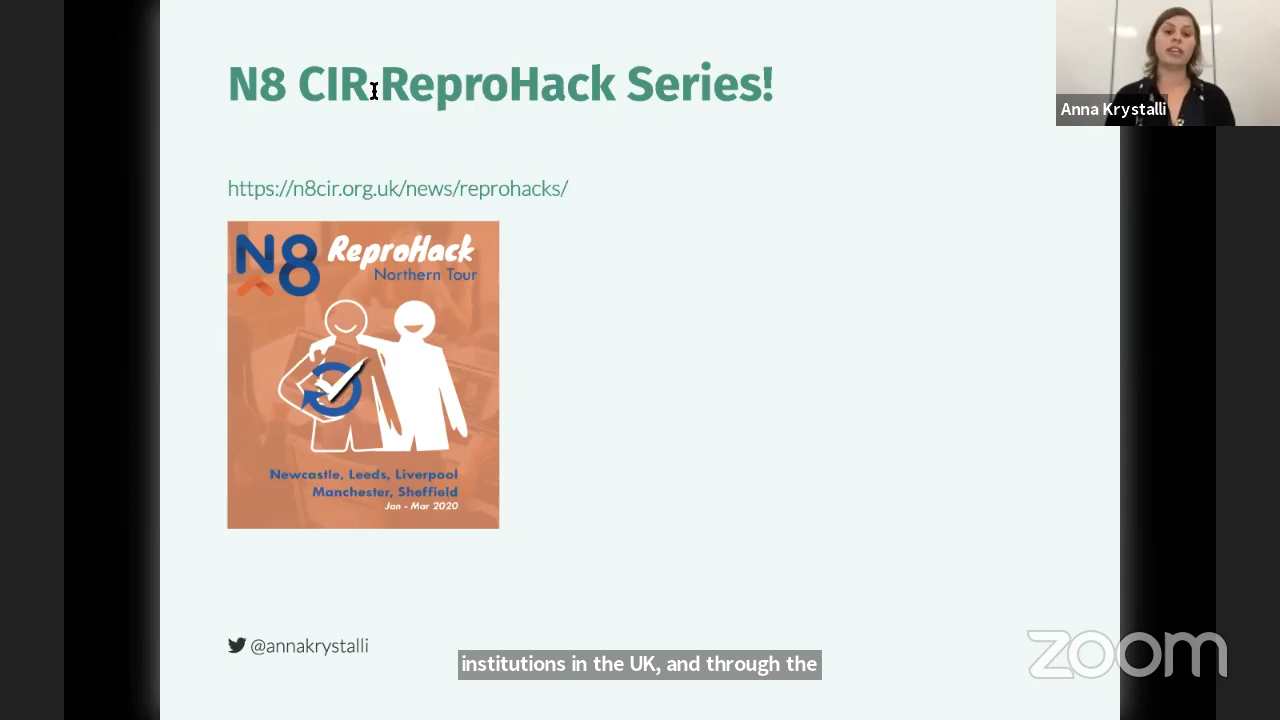 N8 CIR ReproHack Series!
Anna Krystalli
https://n8cir.org.uk/news/reprohacks/
N8 ReproHack
Northern Tour
Newcastle, Leeds, Liverpool
Manchester, Sheffield
Jan - Mar 2020
@annakrystalli
institutions in the UK, and through the
zoom